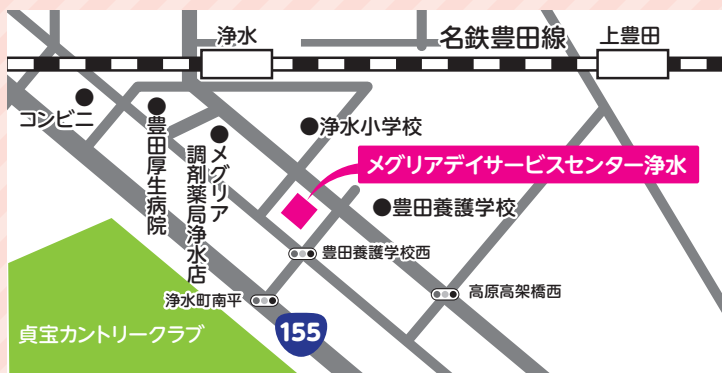 浄水
名鉄豊田線
上豊田
コンビニ
豊田厚生病院
メグリア
調剤薬局浄水店
浄水小学校
メグリアデイサービスセンター浄水
豊田養護学校
豊田養護学校西
浄水町南平
高原高架橋西
155
貞宝カントリークラブ